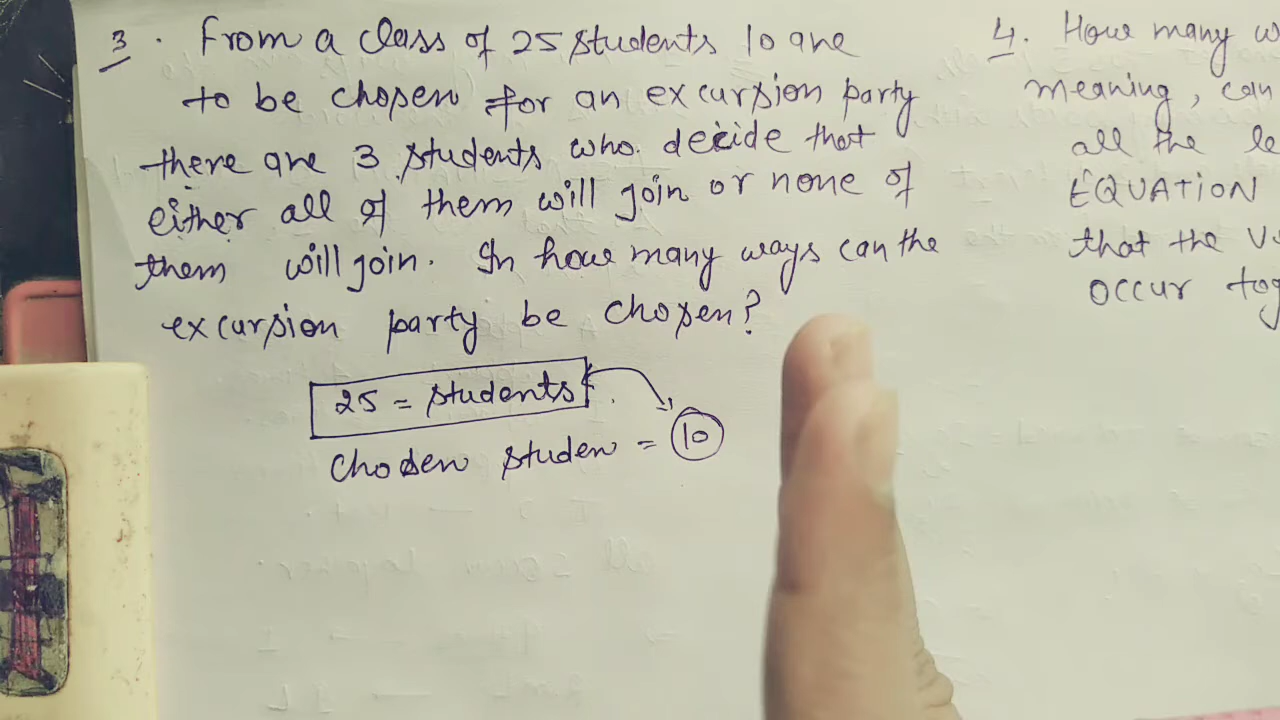 3. From a class of 25 students 10 are
to be chosen for an excursion party
there are 3 students who decide that
either all of them will join or none of
them will join. In how many ways can the
excursion party be chosen?
25 = students
Chosen studen = 10
4. How many w
meaning, can
all the le
EQUATION
that the v
occur tog